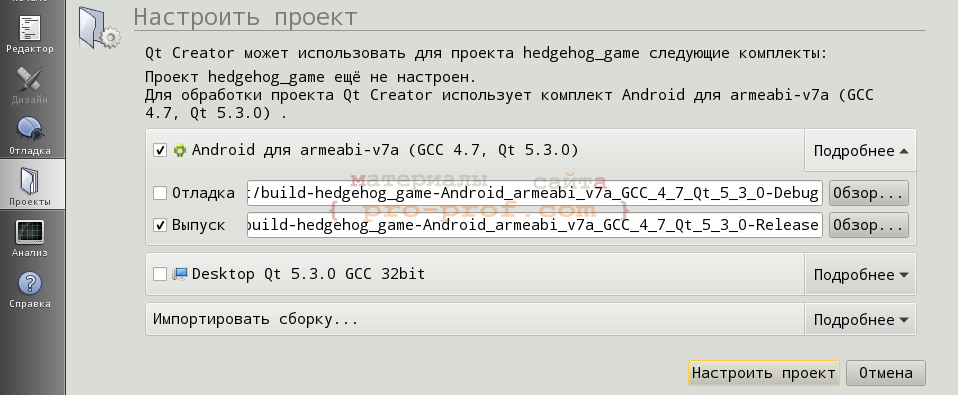 Начало
Редактор
Дизайн
Отладка
Проекты
Анализ
Справка
Настроить проект
Qt Creator может использовать для проекта hedgehog_game следующие комплекты:
Проект hedgehog_game ещё не настроен.
Для обработки проекта Qt Creator использует комплект Android для armeabi-v7a (GCC
4.7, Qt 5.3.0) .
Android для armeabi-v7a (GCC 4.7, Qt 5.3.0)
Подробнее
материалы сайта
Отладка
:/build-hedgehog_game-Android_armeabi_v7a_GCC_4_7_Qt_5_3_0-Debug
Обзор...
{ pro-prof.com }
Выпуск
build-hedgehog_game-Android_armeabi_v7a_GCC_4_7_Qt_5_3_0-Release
Обзор...
Desktop Qt 5.3.0 GCC 32bit
Подробнее
Импортировать сборку...
Подробнее
Настроить проект
Отмена